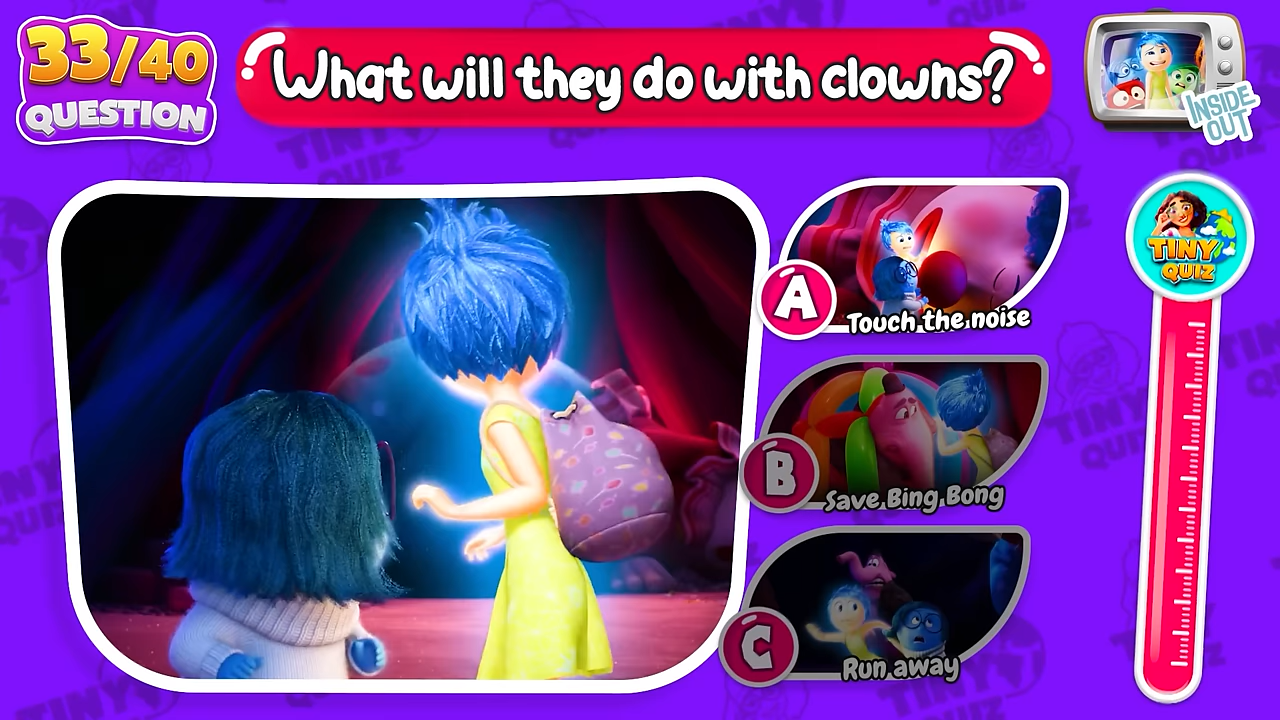 33/40
QUESTION
What will they do with clowns?
INSIDE
OUT
TINY
QUIZ
A
Touch the noise
B
Save Bing Bong
C
Run away